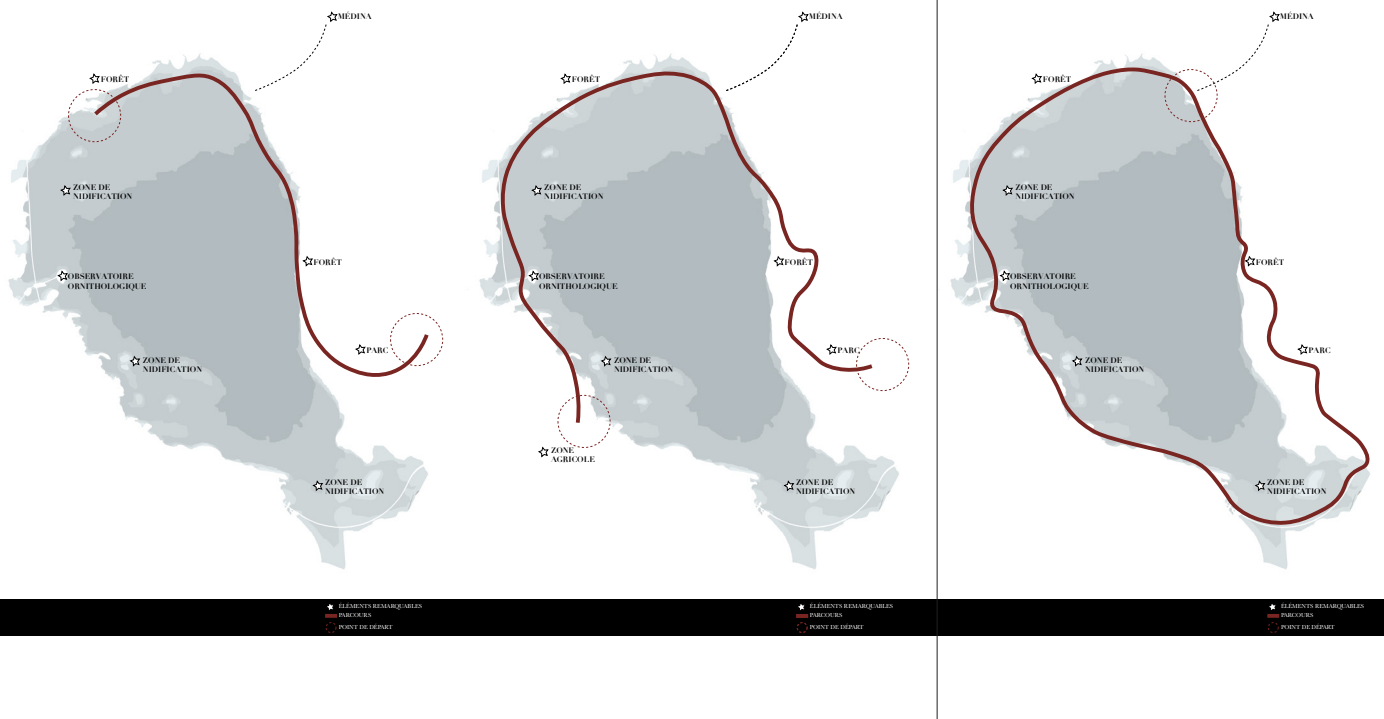 MÉDINA
FORÊT
ZONE DE
NIDIFICATION
FORÊT
OBSERVATOIRE
ORNITHOLOGIQUE
PARC
ZONE DE
NIDIFICATION
ZONE DE
NIDIFICATION
ÉLÉMENTS REMARQUABLES
PARCOURS
POINT DE DÉPART
MÉDINA
FORÊT
ZONE DE
NIDIFICATION
FORÊT
OBSERVATOIRE
ORNITHOLOGIQUE
PARC
ZONE DE
NIDIFICATION
ZONE
AGRICOLE
ZONE DE
NIDIFICATION
ÉLÉMENTS REMARQUABLES
PARCOURS
POINT DE DÉPART
MÉDINA
FORÊT
ZONE DE
NIDIFICATION
FORÊT
OBSERVATOIRE
ORNITHOLOGIQUE
PARC
ZONE DE
NIDIFICATION
ZONE DE
NIDIFICATION
ÉLÉMENTS REMARQUABLES
PARCOURS
POINT DE DÉPART